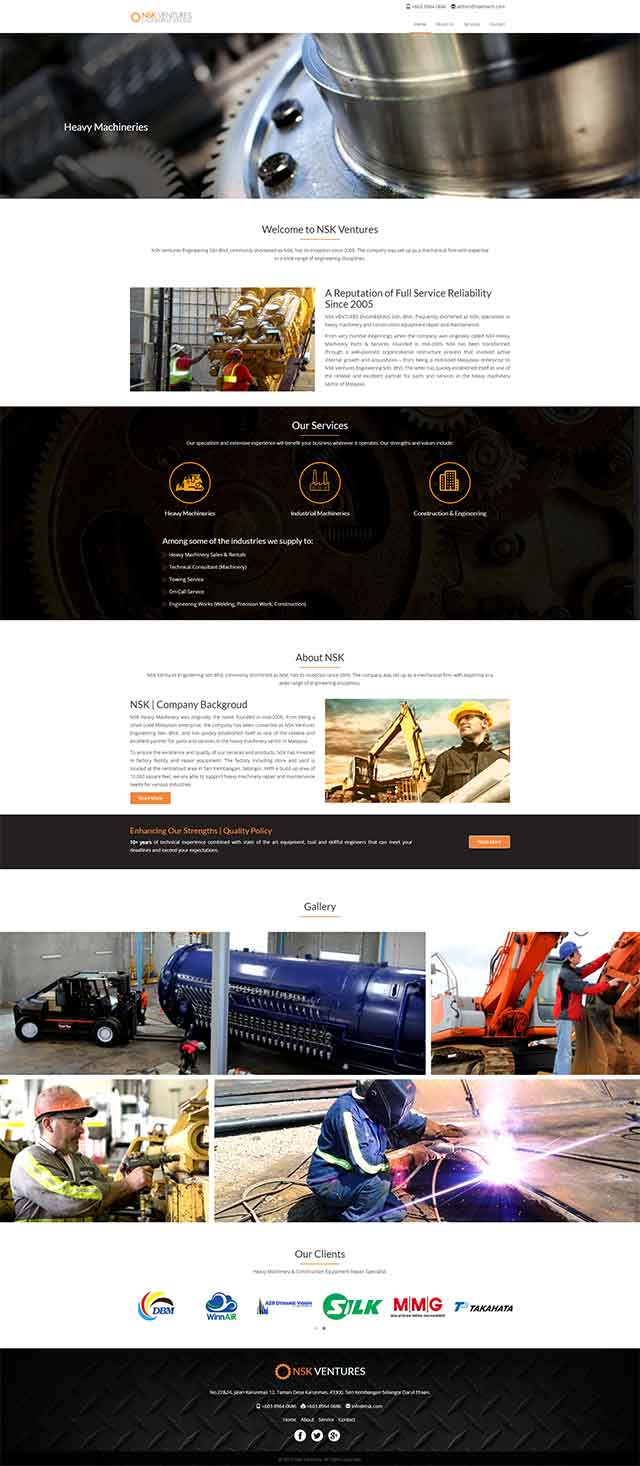 NSK VENTURES
+603 8964 0686
Home About Us Services Contact
Heavy Machineries
Welcome to NSK Ventures
NSK Ventures Engineering Sdn Bhd, commonly shortened as NSK, has its inception since 2005. The company was set up as a mechanical firm with expertise
in a wide range of engineering disciplines.
A Reputation of Full Service Reliability
Since 2005
NSK VENTURES ENGINEERING Sdn. Bhd. Frequently shortened as NSK, specializes in
heavy machinery and construction equipment repair and maintenance.
From very humble beginnings when the company was originally called NSK Heavy
Machinery Parts & Services. Founded in mid-2005, NSK has been transformed
through a well-planned organizational restructure process that involved active
internal growth and acquisitions – from being a mid-sized Malaysian enterprise to
NSK Ventures Engineering Sdn. Bhd. The latter has quickly established itself as one of
the reliable and excellent partner for parts and services in the heavy machinery
sector of Malaysia.
Our Services
Our specialism and extensive experience will benefit your business wherever it operates. Our strengths and values include:
Heavy Machineries
Industrial Machineries
Construction & Engineering
Among some of the industries we supply to:
Heavy Machinery Sales & Rentals
Technical Consultant (Machinery)
Towing Service
On-Call Service
Engineering Works (Welding, Precision Work, Construction)
About NSK
NSK Ventures Engineering Sdn Bhd, commonly shortened as NSK, has its inception since 2005. The company was set up as a mechanical firm with expertise in a
wide range of engineering disciplines.
NSK | Company Backgroud
NSK Heavy Machinery was originally the name founded in mid-2005. From being a
small sized Malaysian enterprise, the company has been converted as NSK Ventures
Engineering Sdn. Bhd. and has quickly established itself as one of the reliable and
excellent partner for parts and services in the heavy machinery sector in Malaysia.
To ensure the excellence and quality of our services and products, NSK has invested
in factory facility and repair equipment. The factory including store and yard is
located at the centralized area in Seri Kembangan, Selangor. With a build up area of
10,000 square feet, we are able to support heavy machinery repair and maintenance
needs for various industries.
Read More
Enhancing Our Strengths | Quality Policy
10+ years of technical experience combined with state of the art equipment, tool and skillful engineers that can meet your
deadlines and exceed your expectations.
Read More
Gallery
Our Clients
Heavy Machinery & Construction Equipment Repair Specialist
DBM
WinnAiR
AER DYNAMIC VISION
SILK
MMG
TAKAHATA
NSK VENTURES
No.22&24, Jalan Karunmas 12, Taman Desa Karunmas, 43300, Seri Kembangan Selangor Darul Ehsan.
+603 8964 0686 +603 8964 0686 info@nsk.com
Home About Service Contact